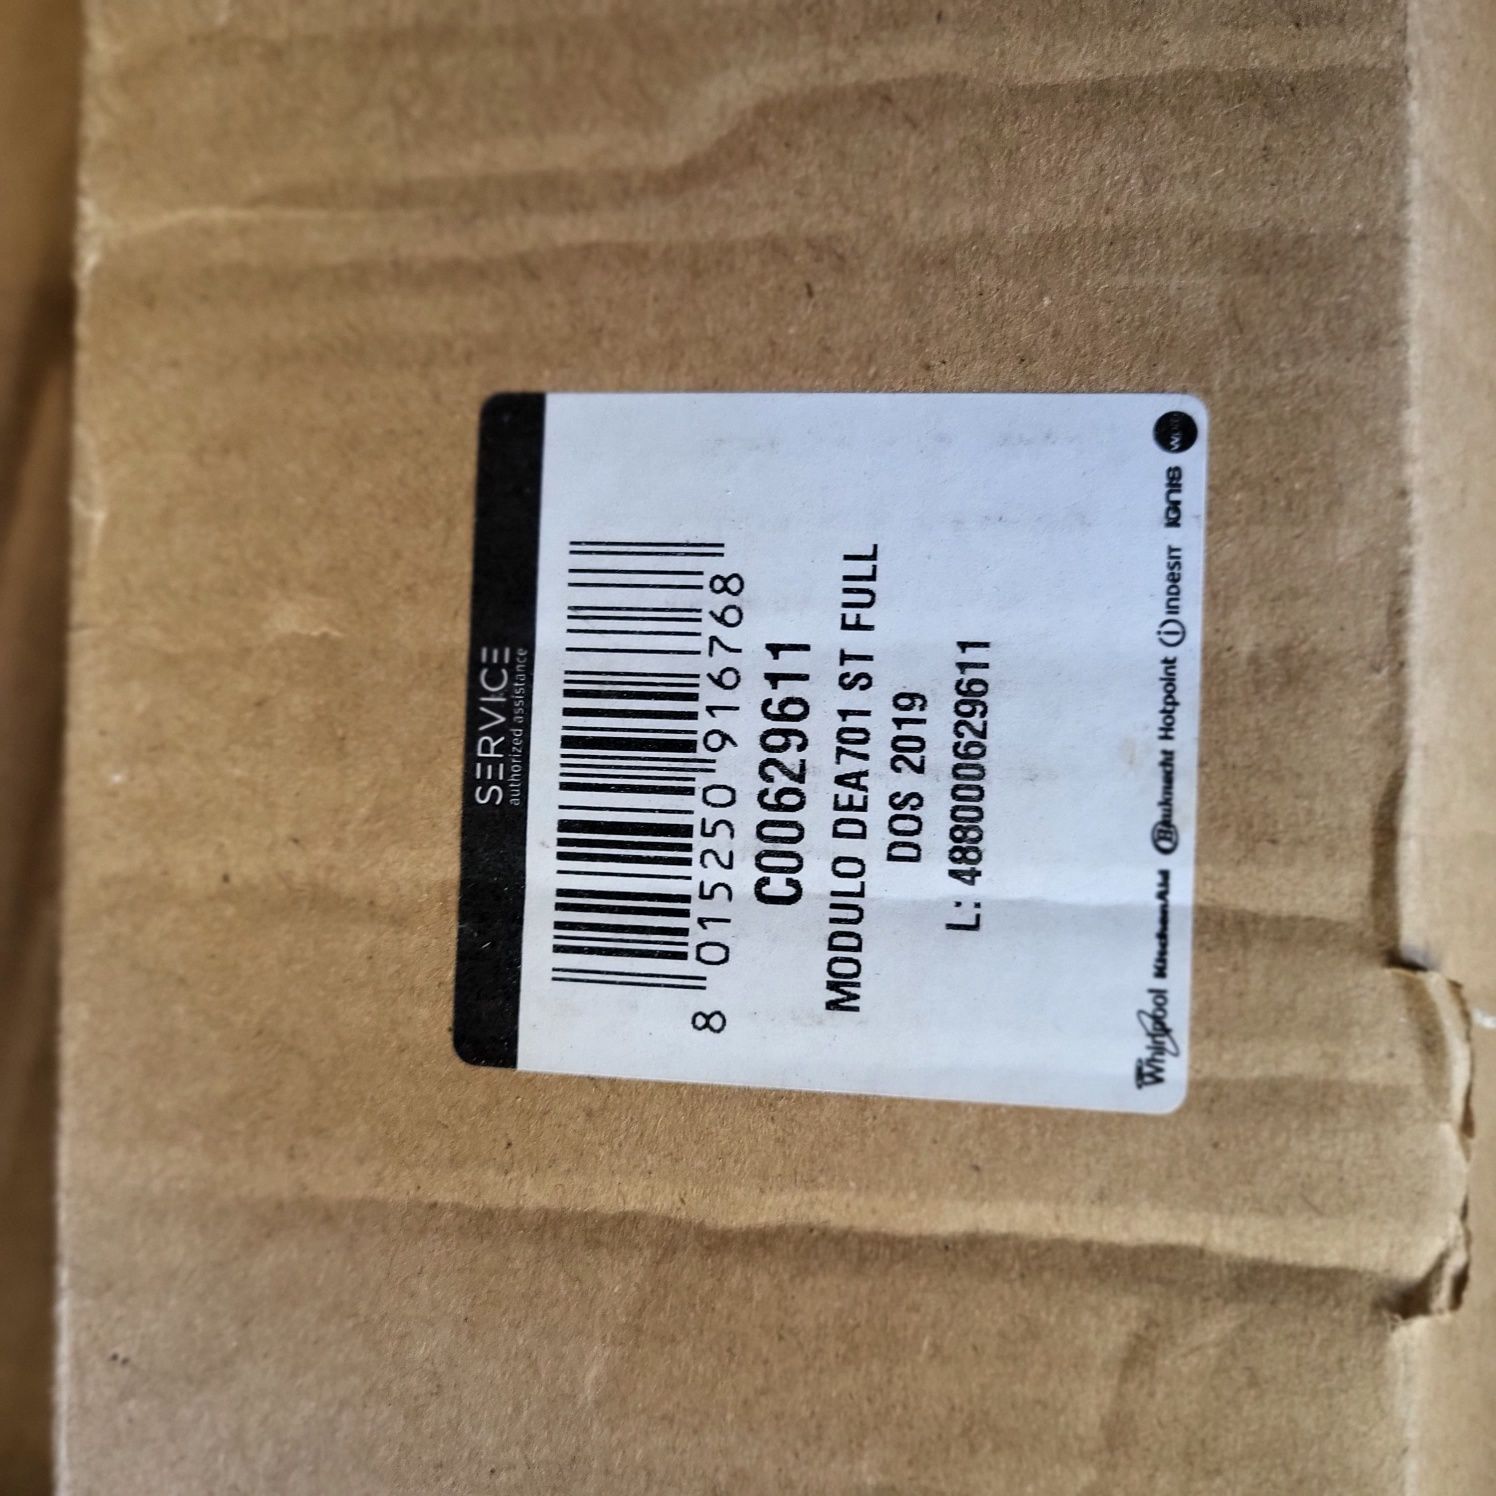 SERVICE
authorized assistance
8 015250 916768
C00629611
MODULO DEA701 ST FULL
DOS 2019
L: 488000629611
Whirlpool KitchenAid Bauknecht Hotpoint indesit IGNIS